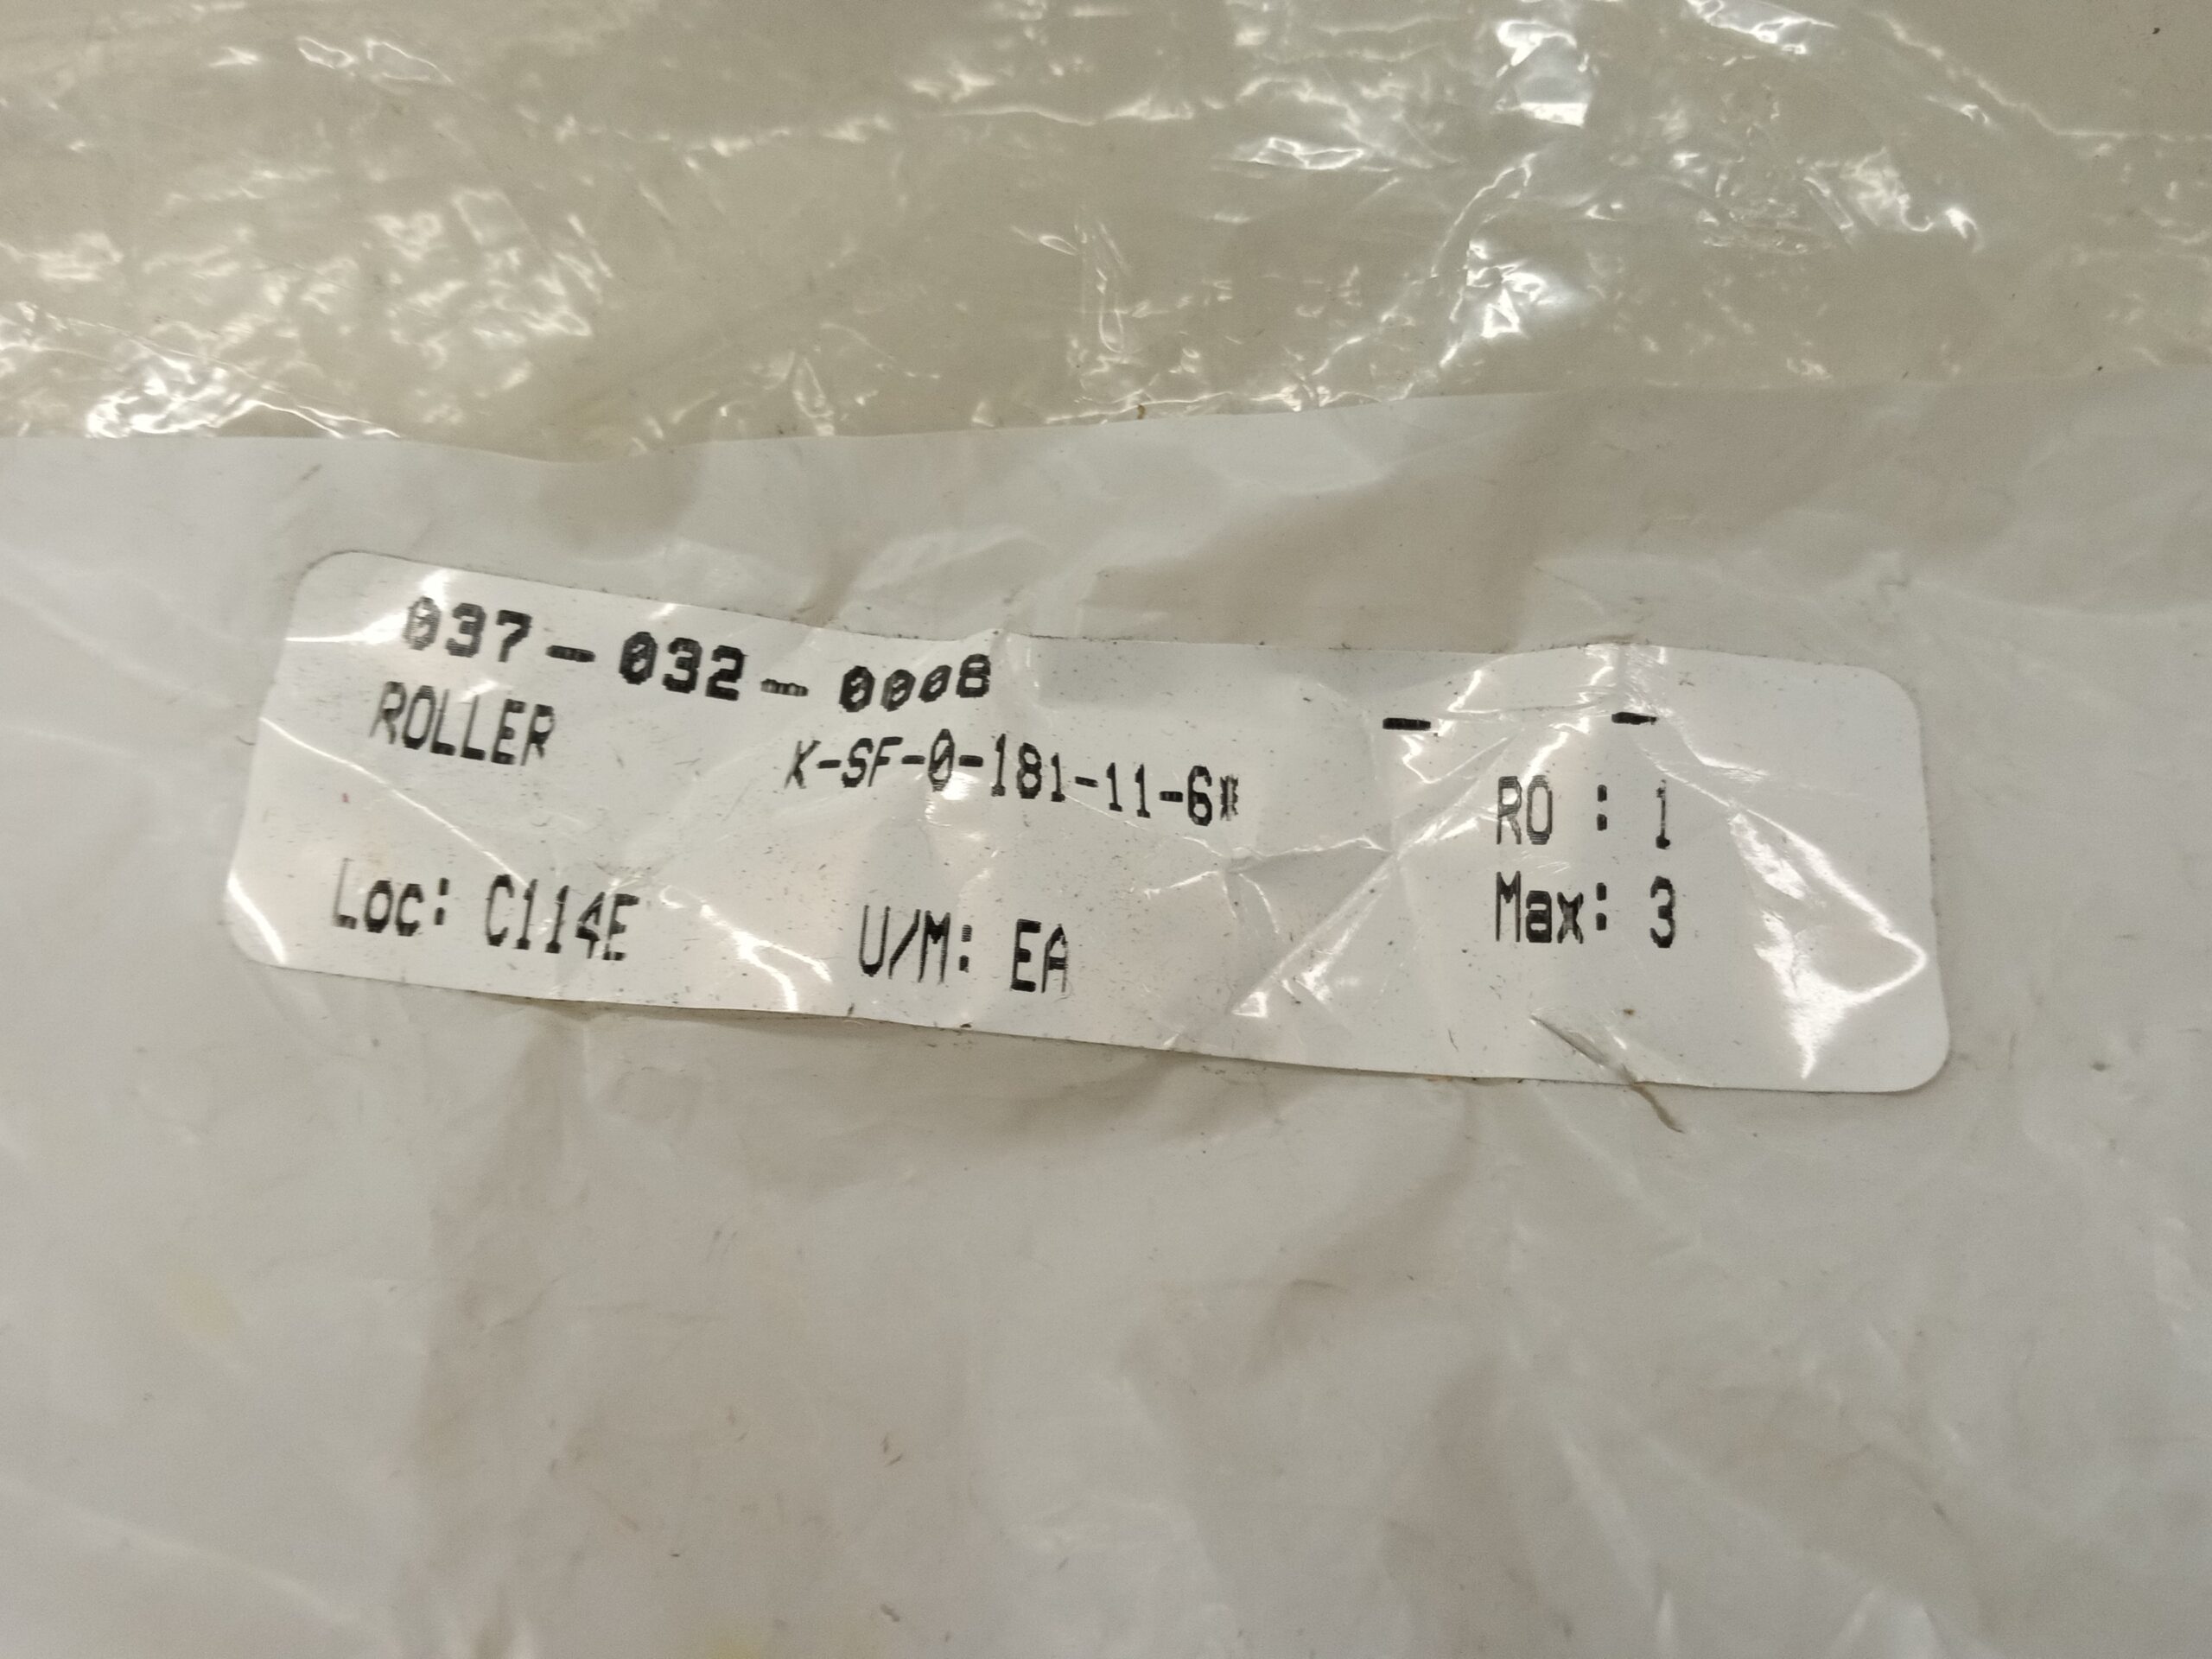 037-032-0008 - -
ROLLER K-SF-0-181-11-6* RO : 1
Max: 3
Loc: C114E U/M: EA